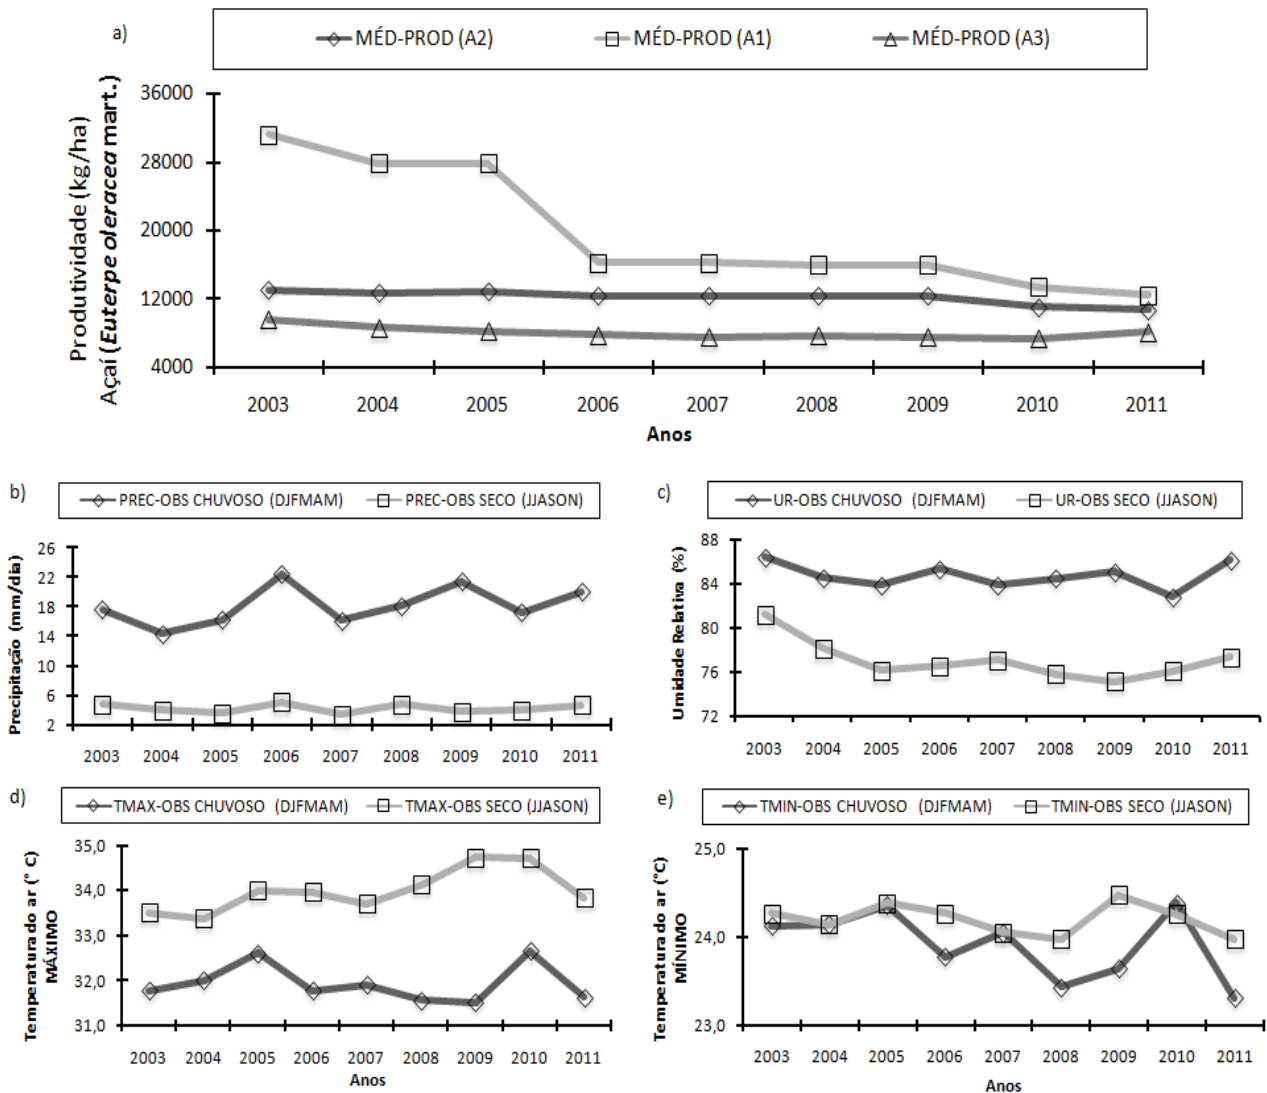 a)
MÉD-PROD (A2) MÉD-PROD (A1) MÉD-PROD (A3)
Produtividade (kg/ha)
Açaí (Euterpe oleracea mart.)
36000
28000
20000
12000
4000
2003 2004 2005 2006 2007 2008 2009 2010 2011
Anos
b)
PREC-OBS CHUVOSO (DJFMAM) PREC-OBS SECO (JJASON)
Precipitação (mm/dia)
26
22
18
14
10
6
2
2003 2004 2005 2006 2007 2008 2009 2010 2011
c)
UR-OBS CHUVOSO (DJFMAM) UR-OBS SECO (JJASON)
Umidade Relativa (%)
88
84
80
76
72
2003 2004 2005 2006 2007 2008 2009 2010 2011
d)
TMAX-OBS CHUVOSO (DJFMAM) TMAX-OBS SECO (JJASON)
Temperatura do ar (° C)
MÁXIMO
35,0
34,0
33,0
32,0
31,0
2003 2004 2005 2006 2007 2008 2009 2010 2011
Anos
e)
TMIN-OBS CHUVOSO (DJFMAM) TMIN-OBS SECO (JJASON)
Temperatura do ar (°C)
MÍNIMO
25,0
24,0
23,0
2003 2004 2005 2006 2007 2008 2009 2010 2011
Anos